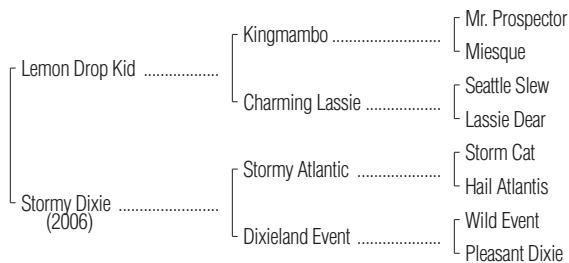 Mr. Prospector
Kingmambo ......................
Miesque
Lemon Drop Kid ...............
Seattle Slew
Charming Lassie ...............
Lassie Dear
Storm Cat
Stormy Atlantic .................
Hail Atlantis
Stormy Dixie ....................
(2006)
Wild Event
Dixieland Event .................
Pleasant Dixie